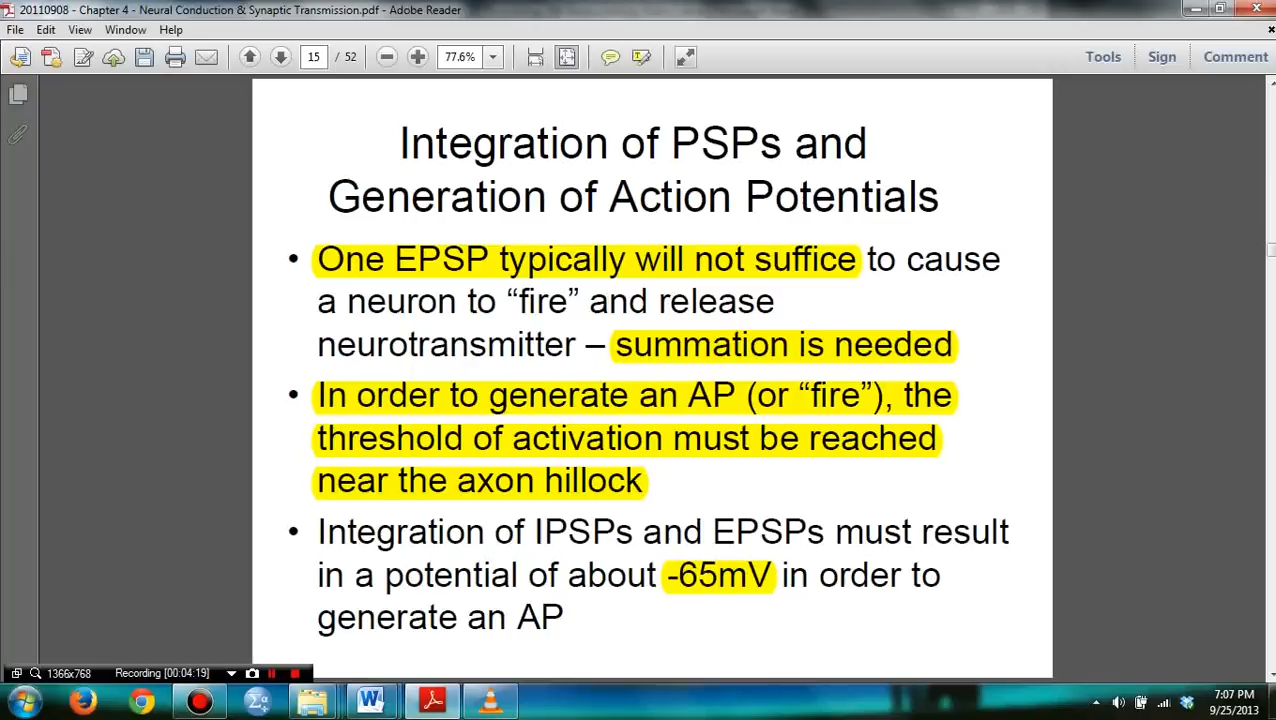 20110908 - Chapter 4 - Neural Conduction & Synaptic Transmission.pdf - Adobe Reader
File Edit View Window Help
15 / 52 77.6% Tools Sign Comment
Integration of PSPs and
Generation of Action Potentials
• One EPSP typically will not suffice to cause
a neuron to “fire” and release
neurotransmitter – summation is needed
• In order to generate an AP (or “fire”), the
threshold of activation must be reached
near the axon hillock
• Integration of IPSPs and EPSPs must result
in a potential of about -65mV in order to
generate an AP
1366x768 Recording [00:04:19]
7:07 PM
9/25/2013